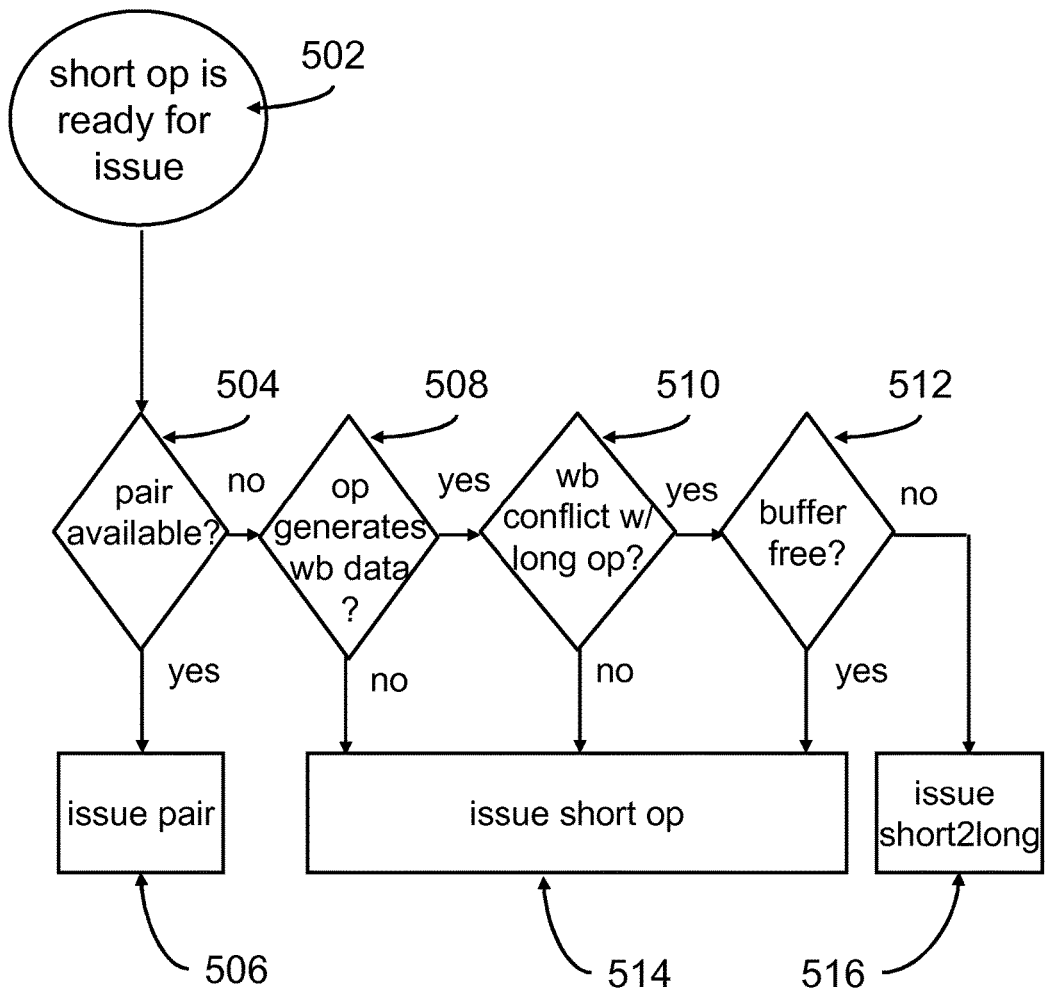 short op is
ready for
issue
502
504
508
510
512
pair
available?
no
op
generates
wb data
?
yes
wb
conflict w/
long op?
yes
buffer
free?
no
yes
no
no
yes
issue pair
issue short op
issue
short2long
506
514
516